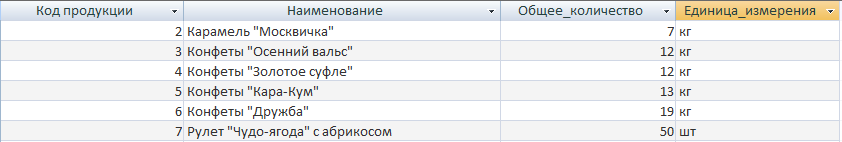 Код продукции Наименование Общее_количество Единица_измерения
2 Карамель "Москвичка" 7 кг
3 Конфеты "Осенний вальс" 12 кг
4 Конфеты "Золотое суфле" 12 кг
5 Конфеты "Кара-Кум" 13 кг
6 Конфеты "Дружба" 19 кг
7 Рулет "Чудо-ягода" с абрикосом 50 шт